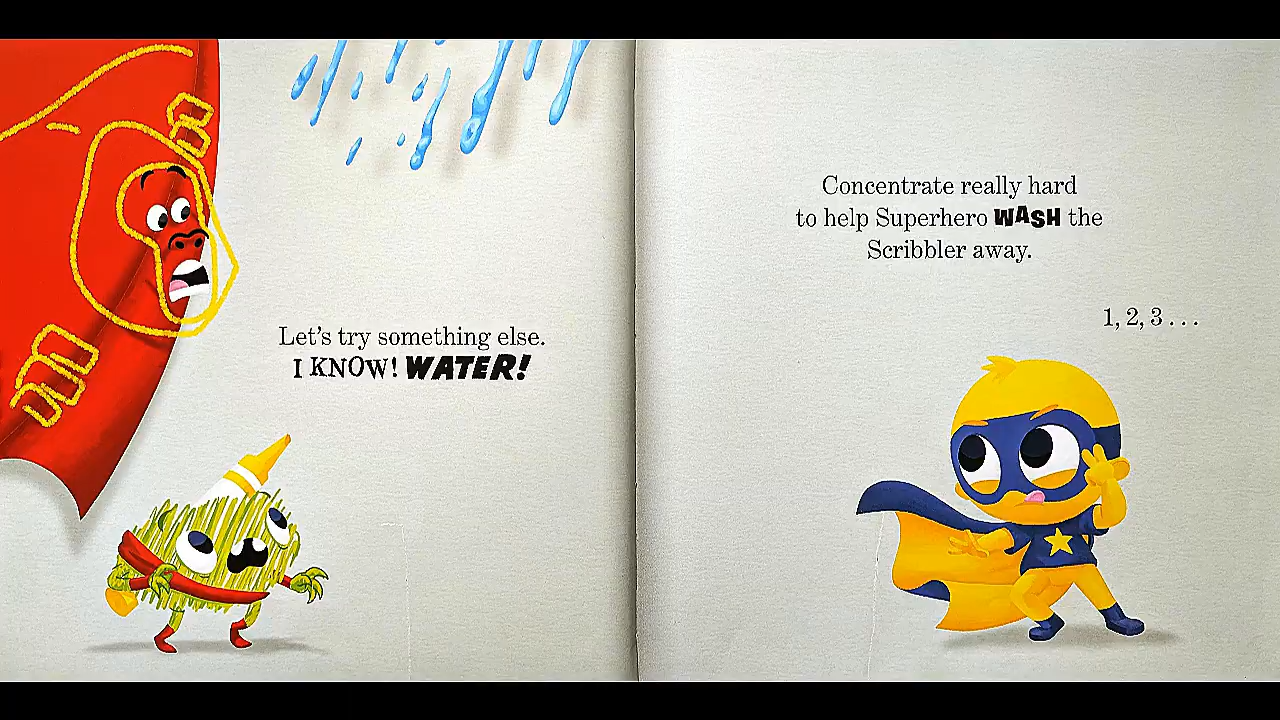 Let's try something else.
I KNOW! WATER!
Concentrate really hard
to help Superhero WASH the
Scribbler away.
1, 2, 3 . . .